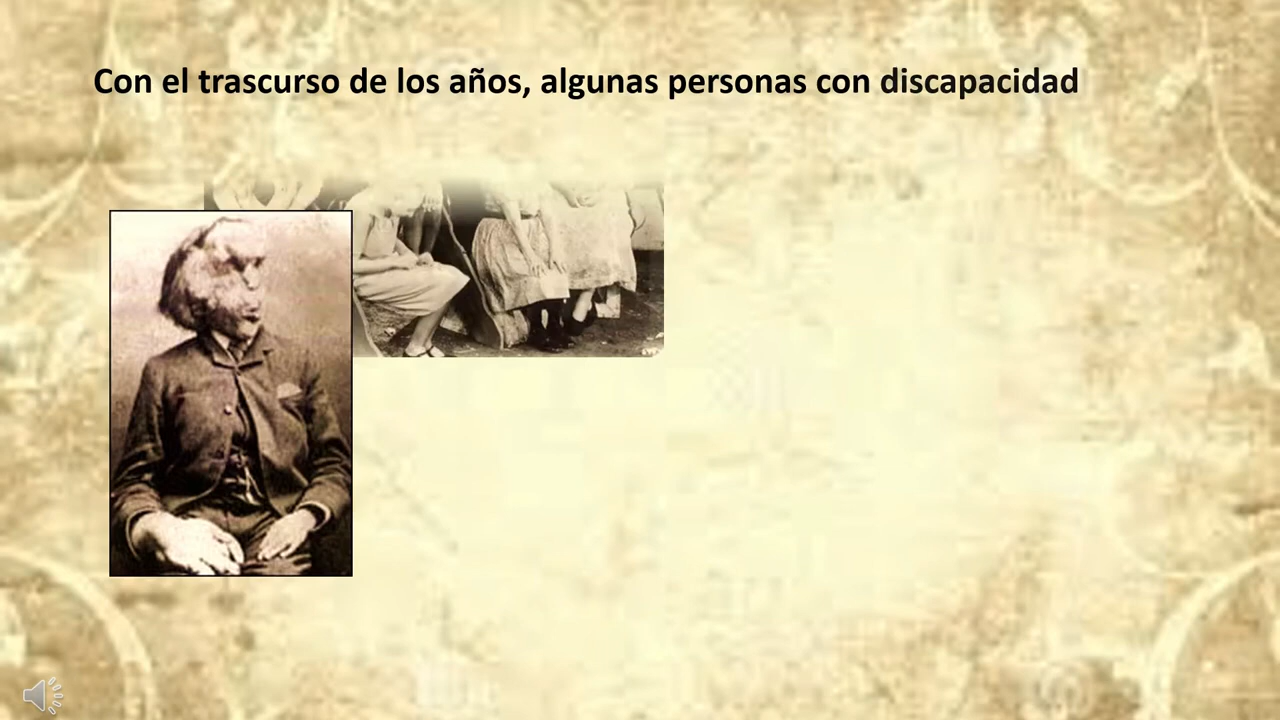 Con el trascurso de los años, algunas personas con discapacidad